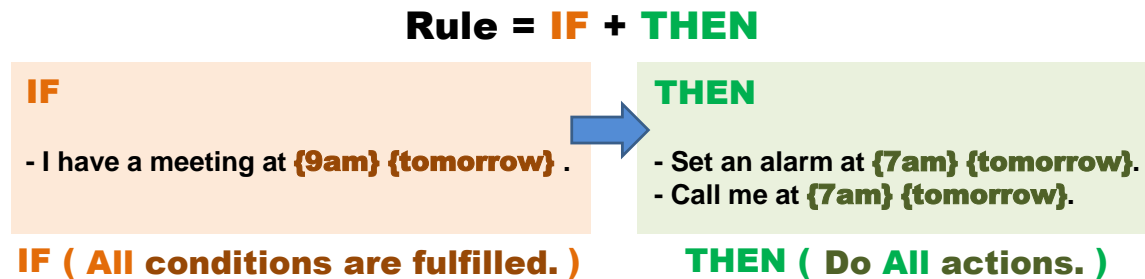 Rule = IF + THEN
IF
- I have a meeting at {9am} {tomorrow} .
THEN
- Set an alarm at {7am} {tomorrow}.
- Call me at {7am} {tomorrow}.
IF ( All conditions are fulfilled. )
THEN ( Do All actions. )